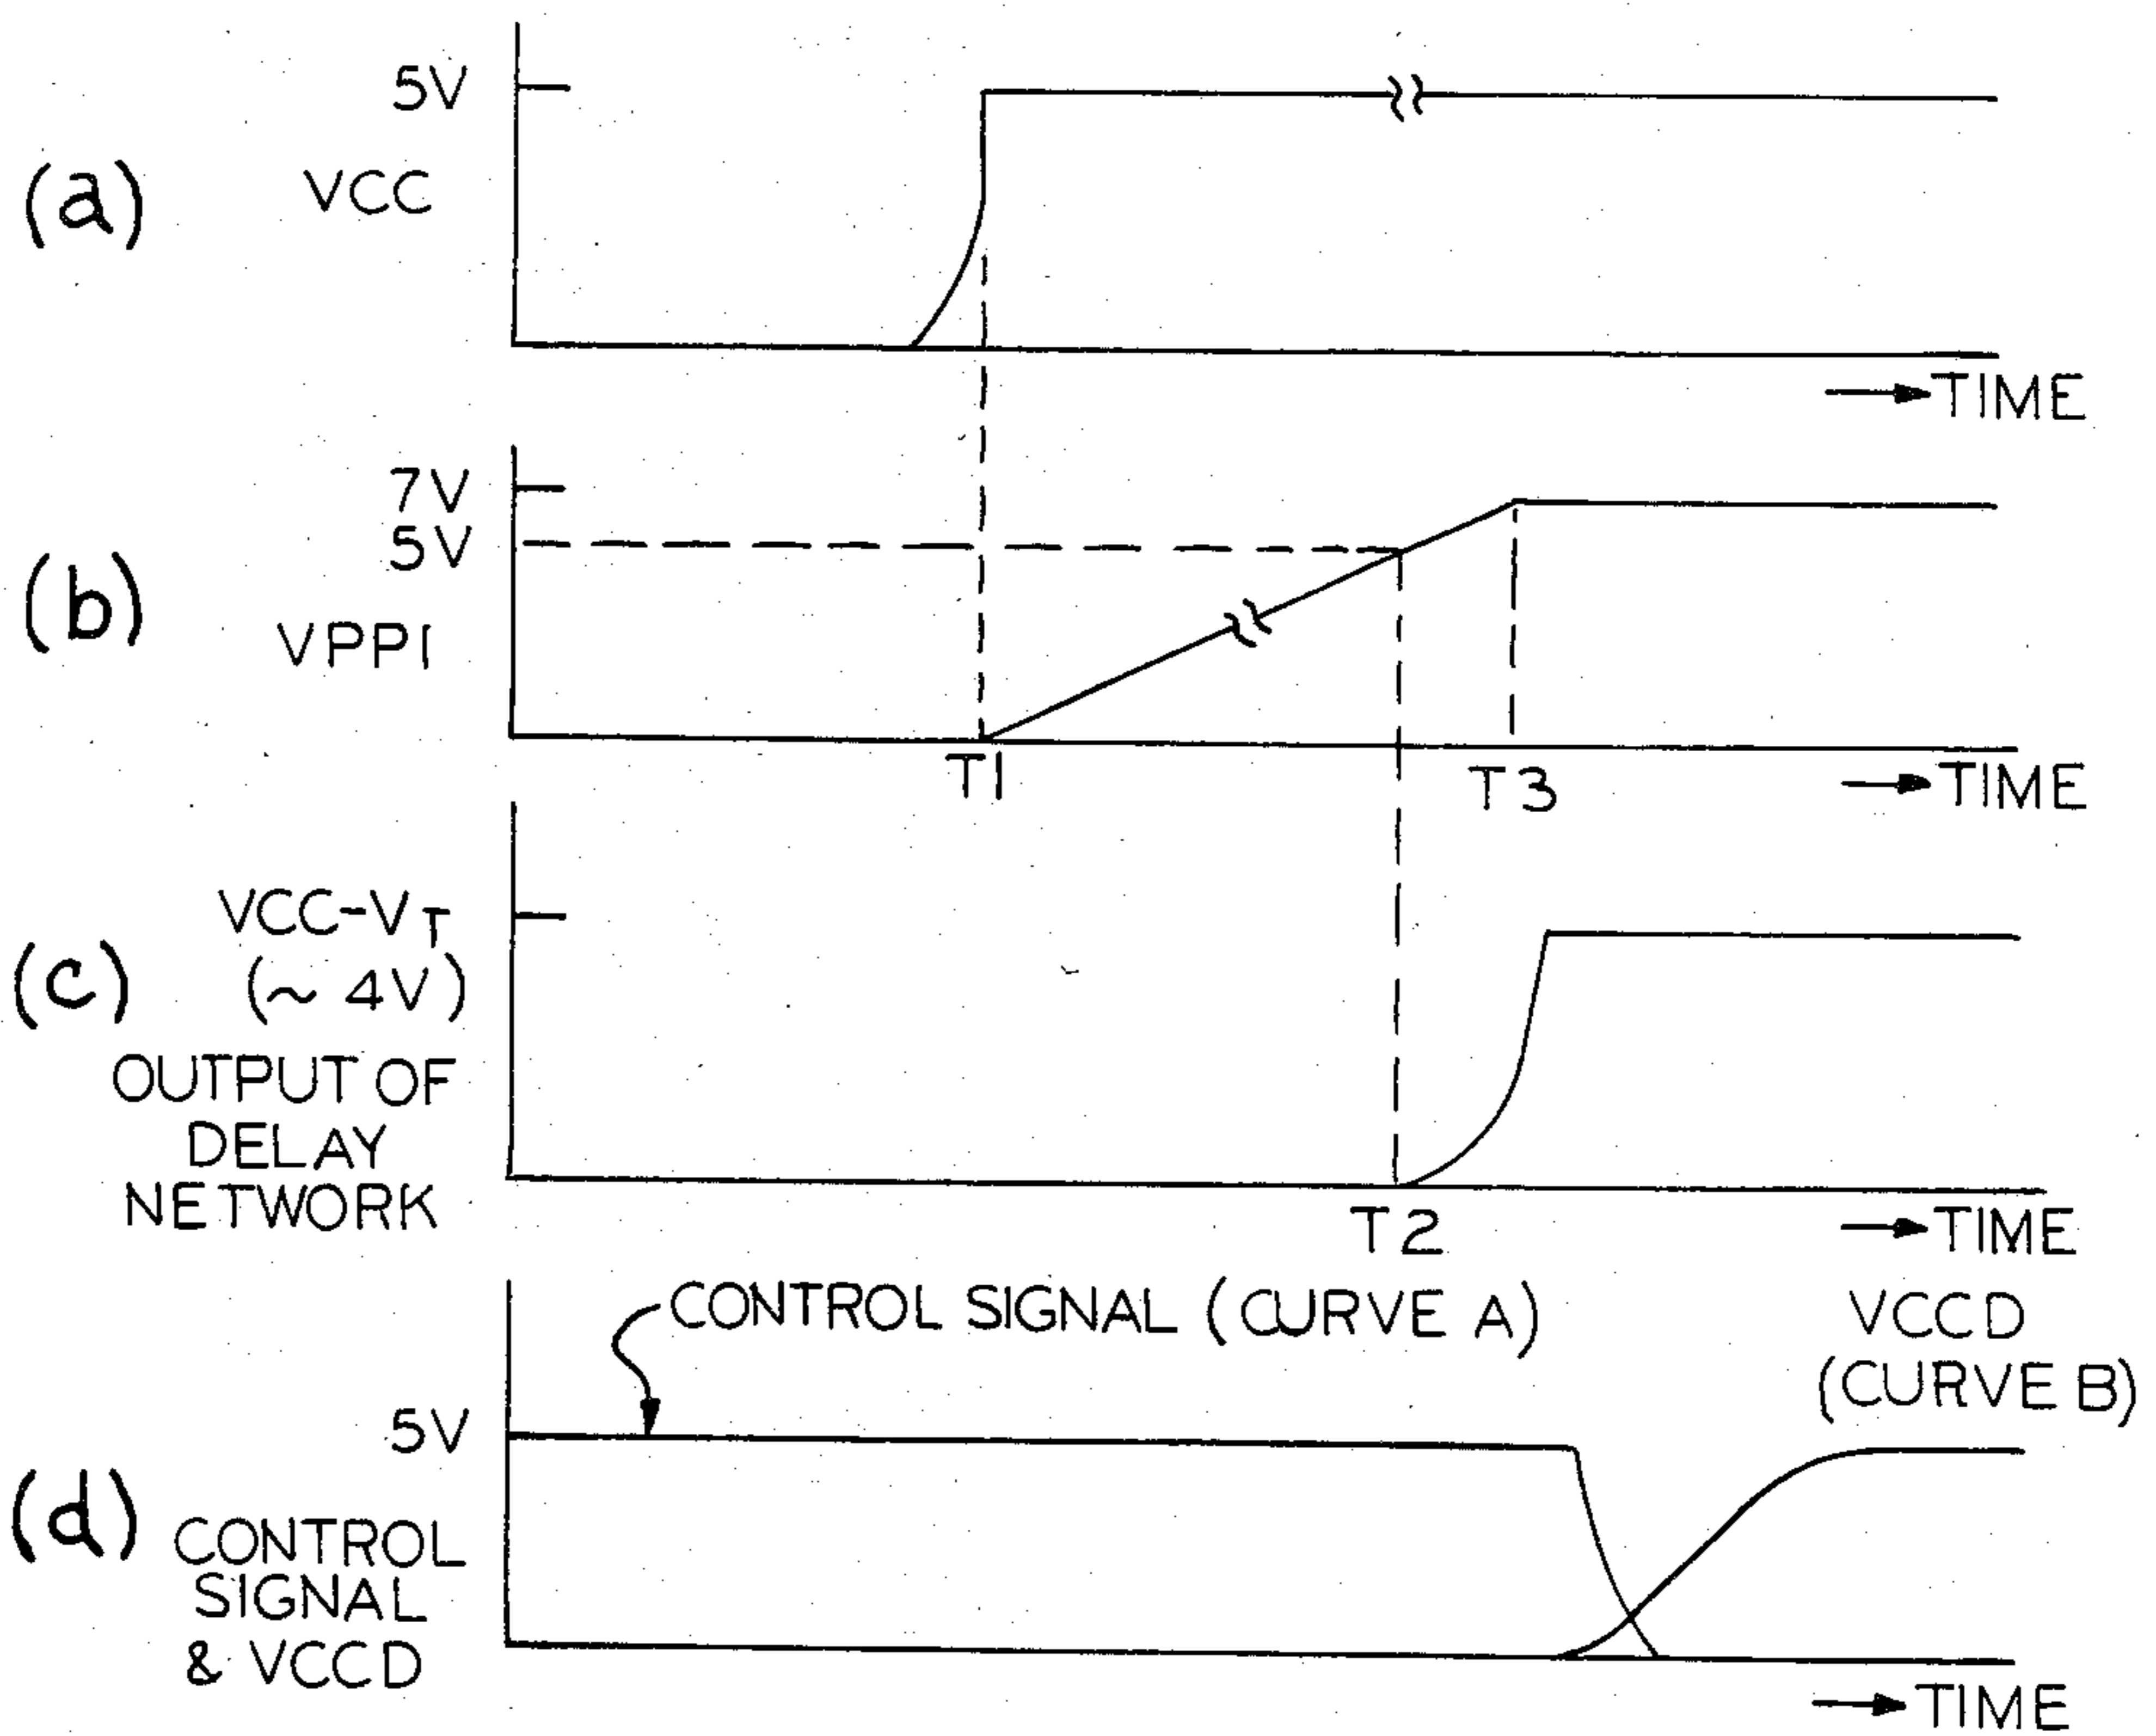 5V
(a)
VCC
TIME
7V
5V
(b)
VPPI
T1
T3
TIME
VCC-VT
(~ 4V)
(c)
OUTPUT OF
DELAY
NETWORK
T2
TIME
CONTROL SIGNAL (CURVE A)
VCCD
(CURVE B)
5V
(d)
CONTROL
SIGNAL
& VCCD
TIME